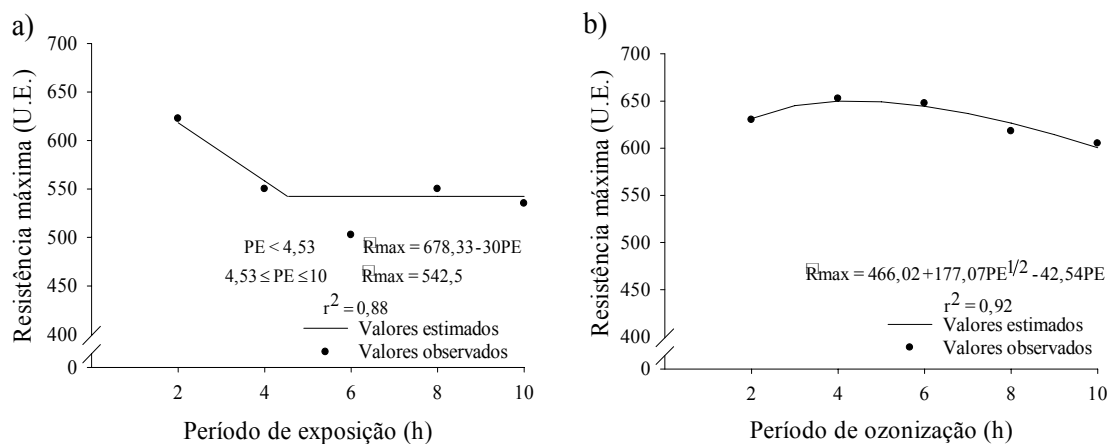 a)
Resistência máxima (U.E.)
700
650
600
550
500
450
400
0
PE < 4,53 Rmax = 678,33-30PE
4,53 ≤ PE ≤ 10 Rmax = 542,5
r² = 0,88
Valores estimados
Valores observados
2 4 6 8 10
Período de exposição (h)
b)
Resistência máxima (U.E.)
700
650
600
550
500
450
400
0
Rmax = 466,02 +177,07PE^1/2 - 42,54PE
r² = 0,92
Valores estimados
Valores observados
2 4 6 8 10
Período de ozonização (h)